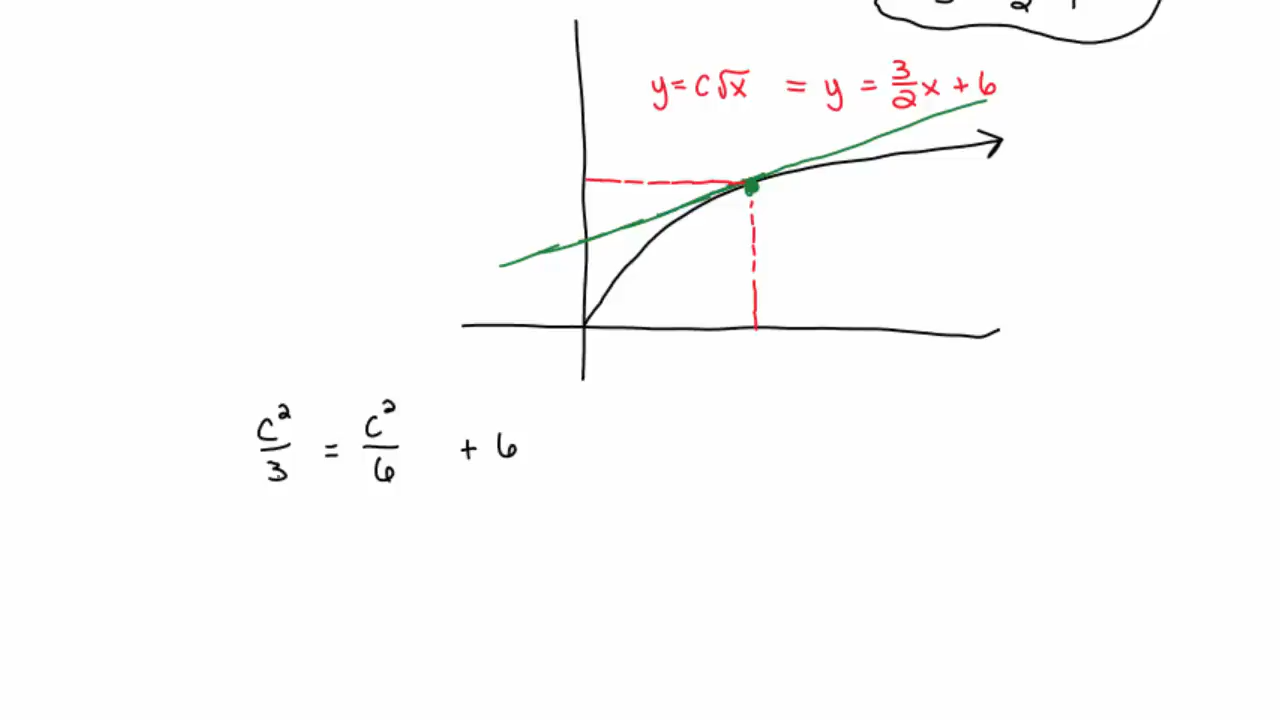 y = c√x = y = 3/2 x + 6
c²/3 = c²/6 + 6